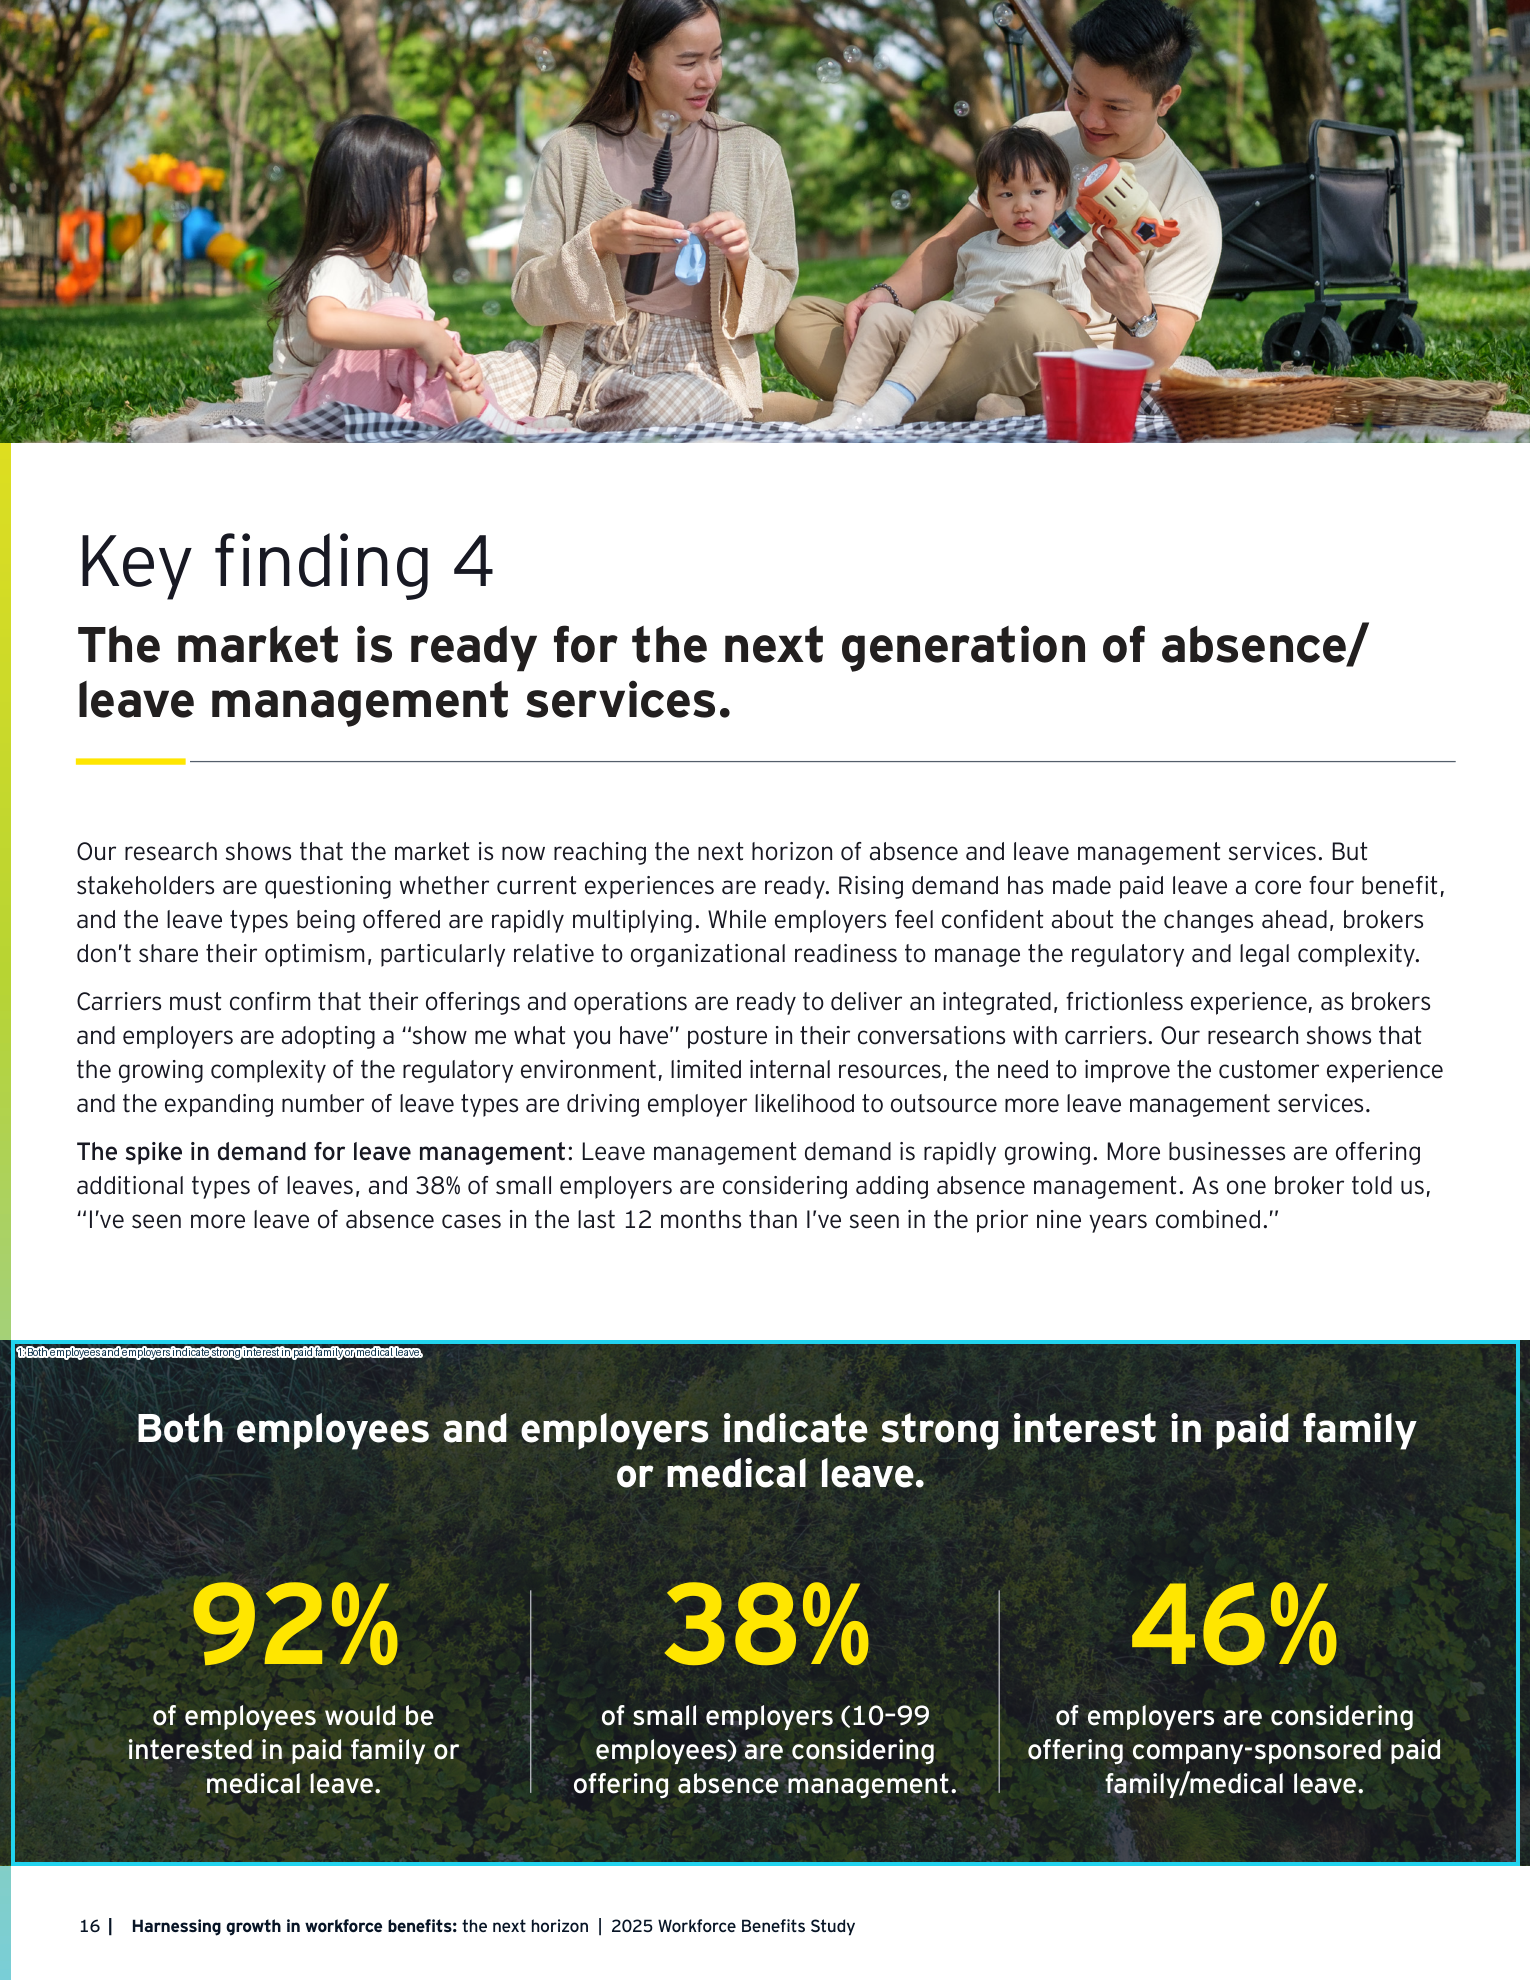 Key finding 4
The market is ready for the next generation of absence/
leave management services.
Our research shows that the market is now reaching the next horizon of absence and leave management services. But
stakeholders are questioning whether current experiences are ready. Rising demand has made paid leave a core four benefit,
and the leave types being offered are rapidly multiplying. While employers feel confident about the changes ahead, brokers
don’t share their optimism, particularly relative to organizational readiness to manage the regulatory and legal complexity.
Carriers must confirm that their offerings and operations are ready to deliver an integrated, frictionless experience, as brokers
and employers are adopting a “show me what you have” posture in their conversations with carriers. Our research shows that
the growing complexity of the regulatory environment, limited internal resources, the need to improve the customer experience
and the expanding number of leave types are driving employer likelihood to outsource more leave management services.
The spike in demand for leave management: Leave management demand is rapidly growing. More businesses are offering
additional types of leaves, and 38% of small employers are considering adding absence management. As one broker told us,
“I’ve seen more leave of absence cases in the last 12 months than I’ve seen in the prior nine years combined.”
1: Both employees and employers indicate strong interest in paid family or medical leave.
Both employees and employers indicate strong interest in paid family
or medical leave.
92%
of employees would be
interested in paid family or
medical leave.
38%
of small employers (10–99
employees) are considering
offering absence management.
46%
of employers are considering
offering company-sponsored paid
family/medical leave.
16 | Harnessing growth in workforce benefits: the next horizon | 2025 Workforce Benefits Study